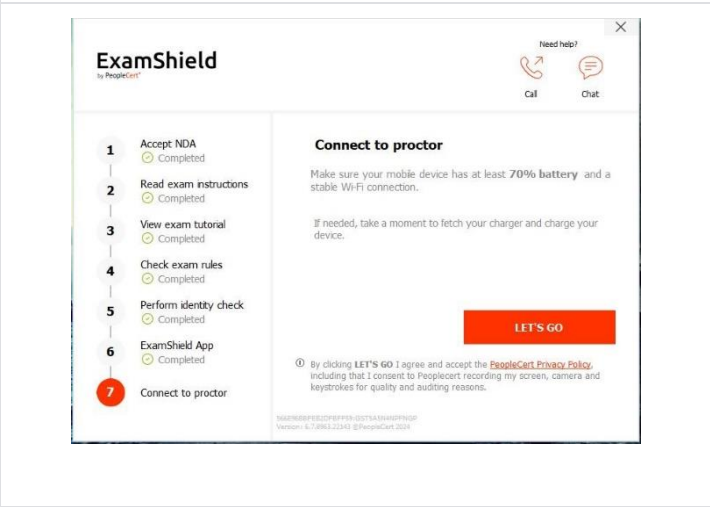 Need help?
ExamShield
by PeopleCert
Call
Chat
1
Accept NDA
Completed
2
Read exam instructions
Completed
3
View exam tutorial
Completed
4
Check exam rules
Completed
5
Perform identity check
Completed
6
ExamShield App
Completed
7
Connect to proctor
Connect to proctor
Make sure your mobile device has at least 70% battery and a
stable Wi-Fi connection.
If needed, take a moment to fetch your charger and charge your
device.
LET'S GO
By clicking LET'S GO I agree and accept the PeopleCert Privacy Policy,
including that I consent to Peoplecert recording my screen, camera and
keystrokes for quality and auditing reasons.
©PeopleCert 2024